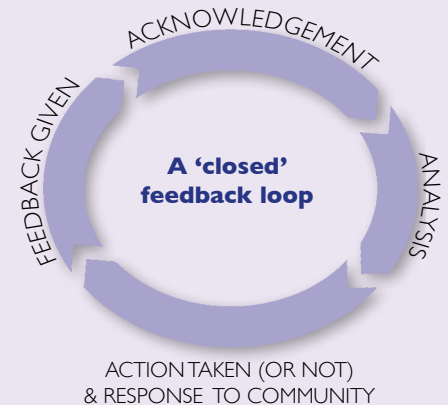 ACKNOWLEDGEMENT
FEEDBACK GIVEN
A ‘closed’
feedback loop
ANALYSIS
ACTION TAKEN (OR NOT)
& RESPONSE TO COMMUNITY